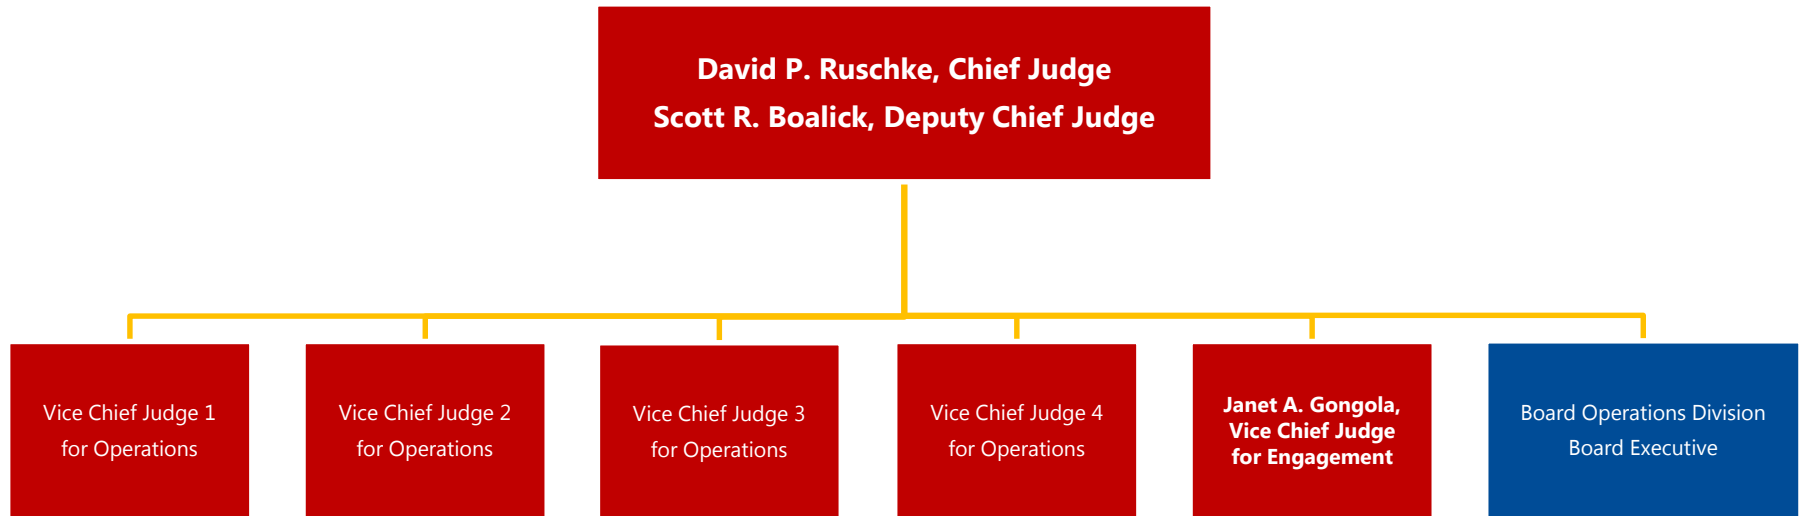 David P. Ruschke, Chief Judge
Scott R. Boalick, Deputy Chief Judge
Vice Chief Judge 1
for Operations
Vice Chief Judge 2
for Operations
Vice Chief Judge 3
for Operations
Vice Chief Judge 4
for Operations
Janet A. Gongola,
Vice Chief Judge
for Engagement
Board Operations Division
Board Executive